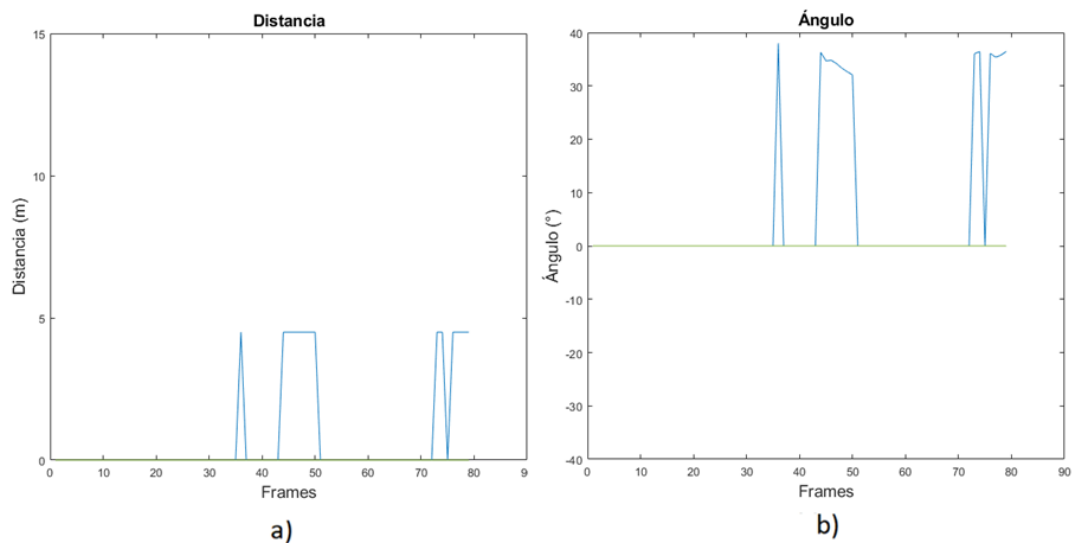 Distancia
15
10
5
0
Distancia (m)
0 10 20 30 40 50 60 70 80 9
Frames
a)
Ángulo
40
30
20
10
0
-10
-20
-30
-40
Ángulo (°)
0 10 20 30 40 50 60 70 80 90
Frames
b)